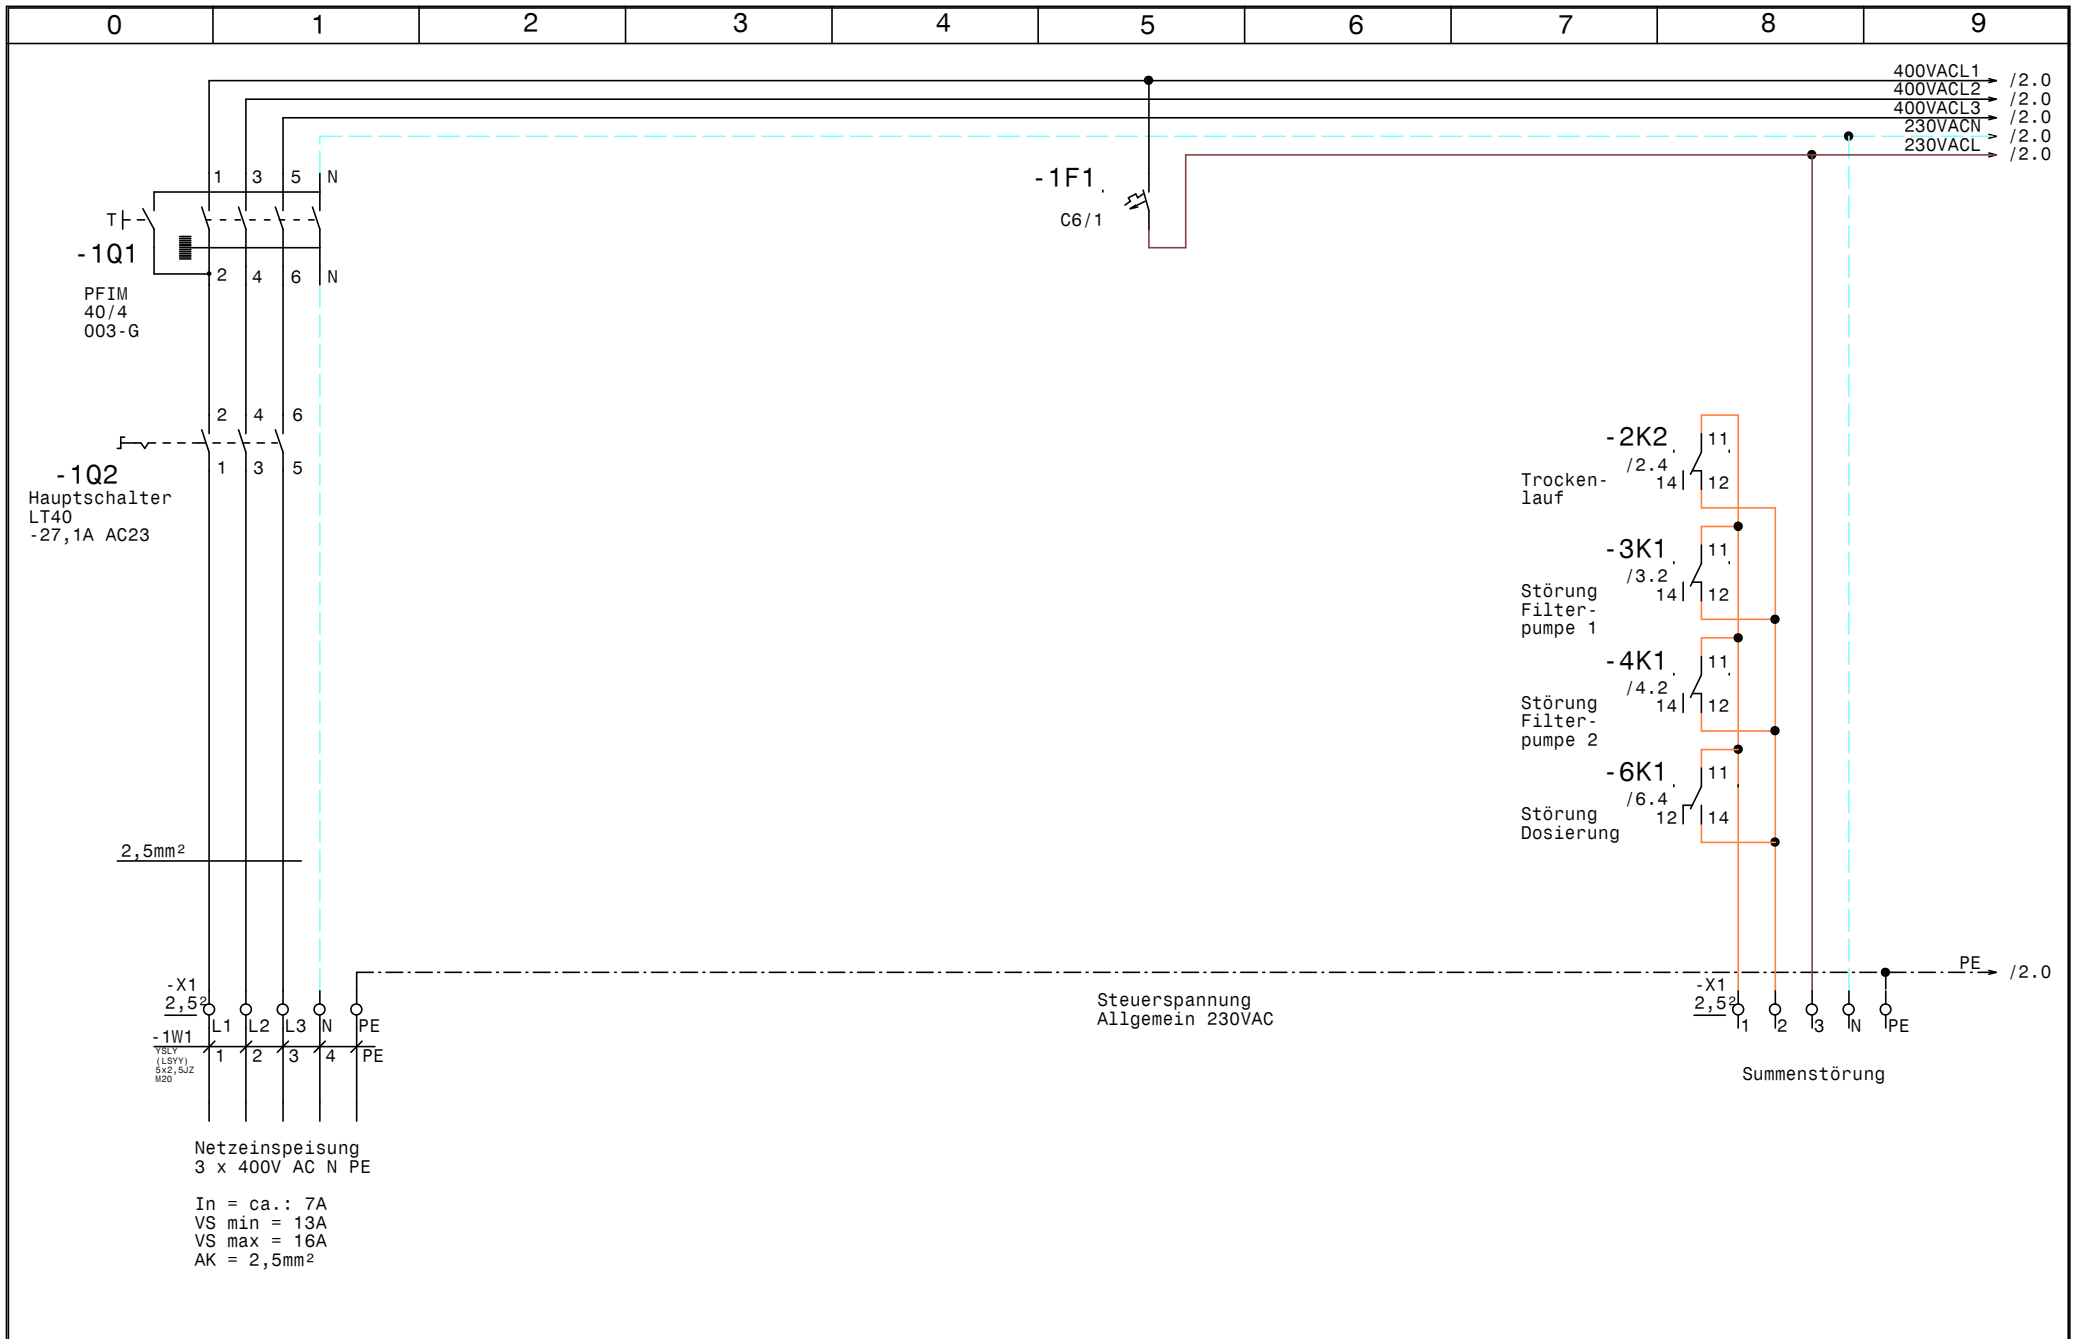 0 1 2 3 4 5 6 7 8 9
400VACL1 /2.0
400VACL2 /2.0
400VACL3 /2.0
230VACN /2.0
230VACL /2.0
1 3 5 N
T
-1Q1
2 4 6 N
PFIM
40/4
003-G
-1F1
C6/1
2 4 6
1 3 5
-1Q2
Hauptschalter
LT40
-27,1A AC23
-2K2 11
/2.4
14 12
Trocken-
lauf
-3K1 11
/3.2
14 12
Störung
Filter-
pumpe 1
-4K1 11
/4.2
14 12
Störung
Filter-
pumpe 2
-6K1 11
/6.4
12 14
Störung
Dosierung
2,5mm²
PE /2.0
-X1
2,5²
L1 L2 L3 N PE
-1W1
1 2 3 4 PE
YSLY
(LSYY)
5x2,5JZ
M20
Steuerspannung
Allgemein 230VAC
-X1
2,5²
1 2 3 N PE
Summenstörung
Netzeinspeisung
3 x 400V AC N PE
In = ca.: 7A
VS min = 13A
VS max = 16A
AK = 2,5mm²